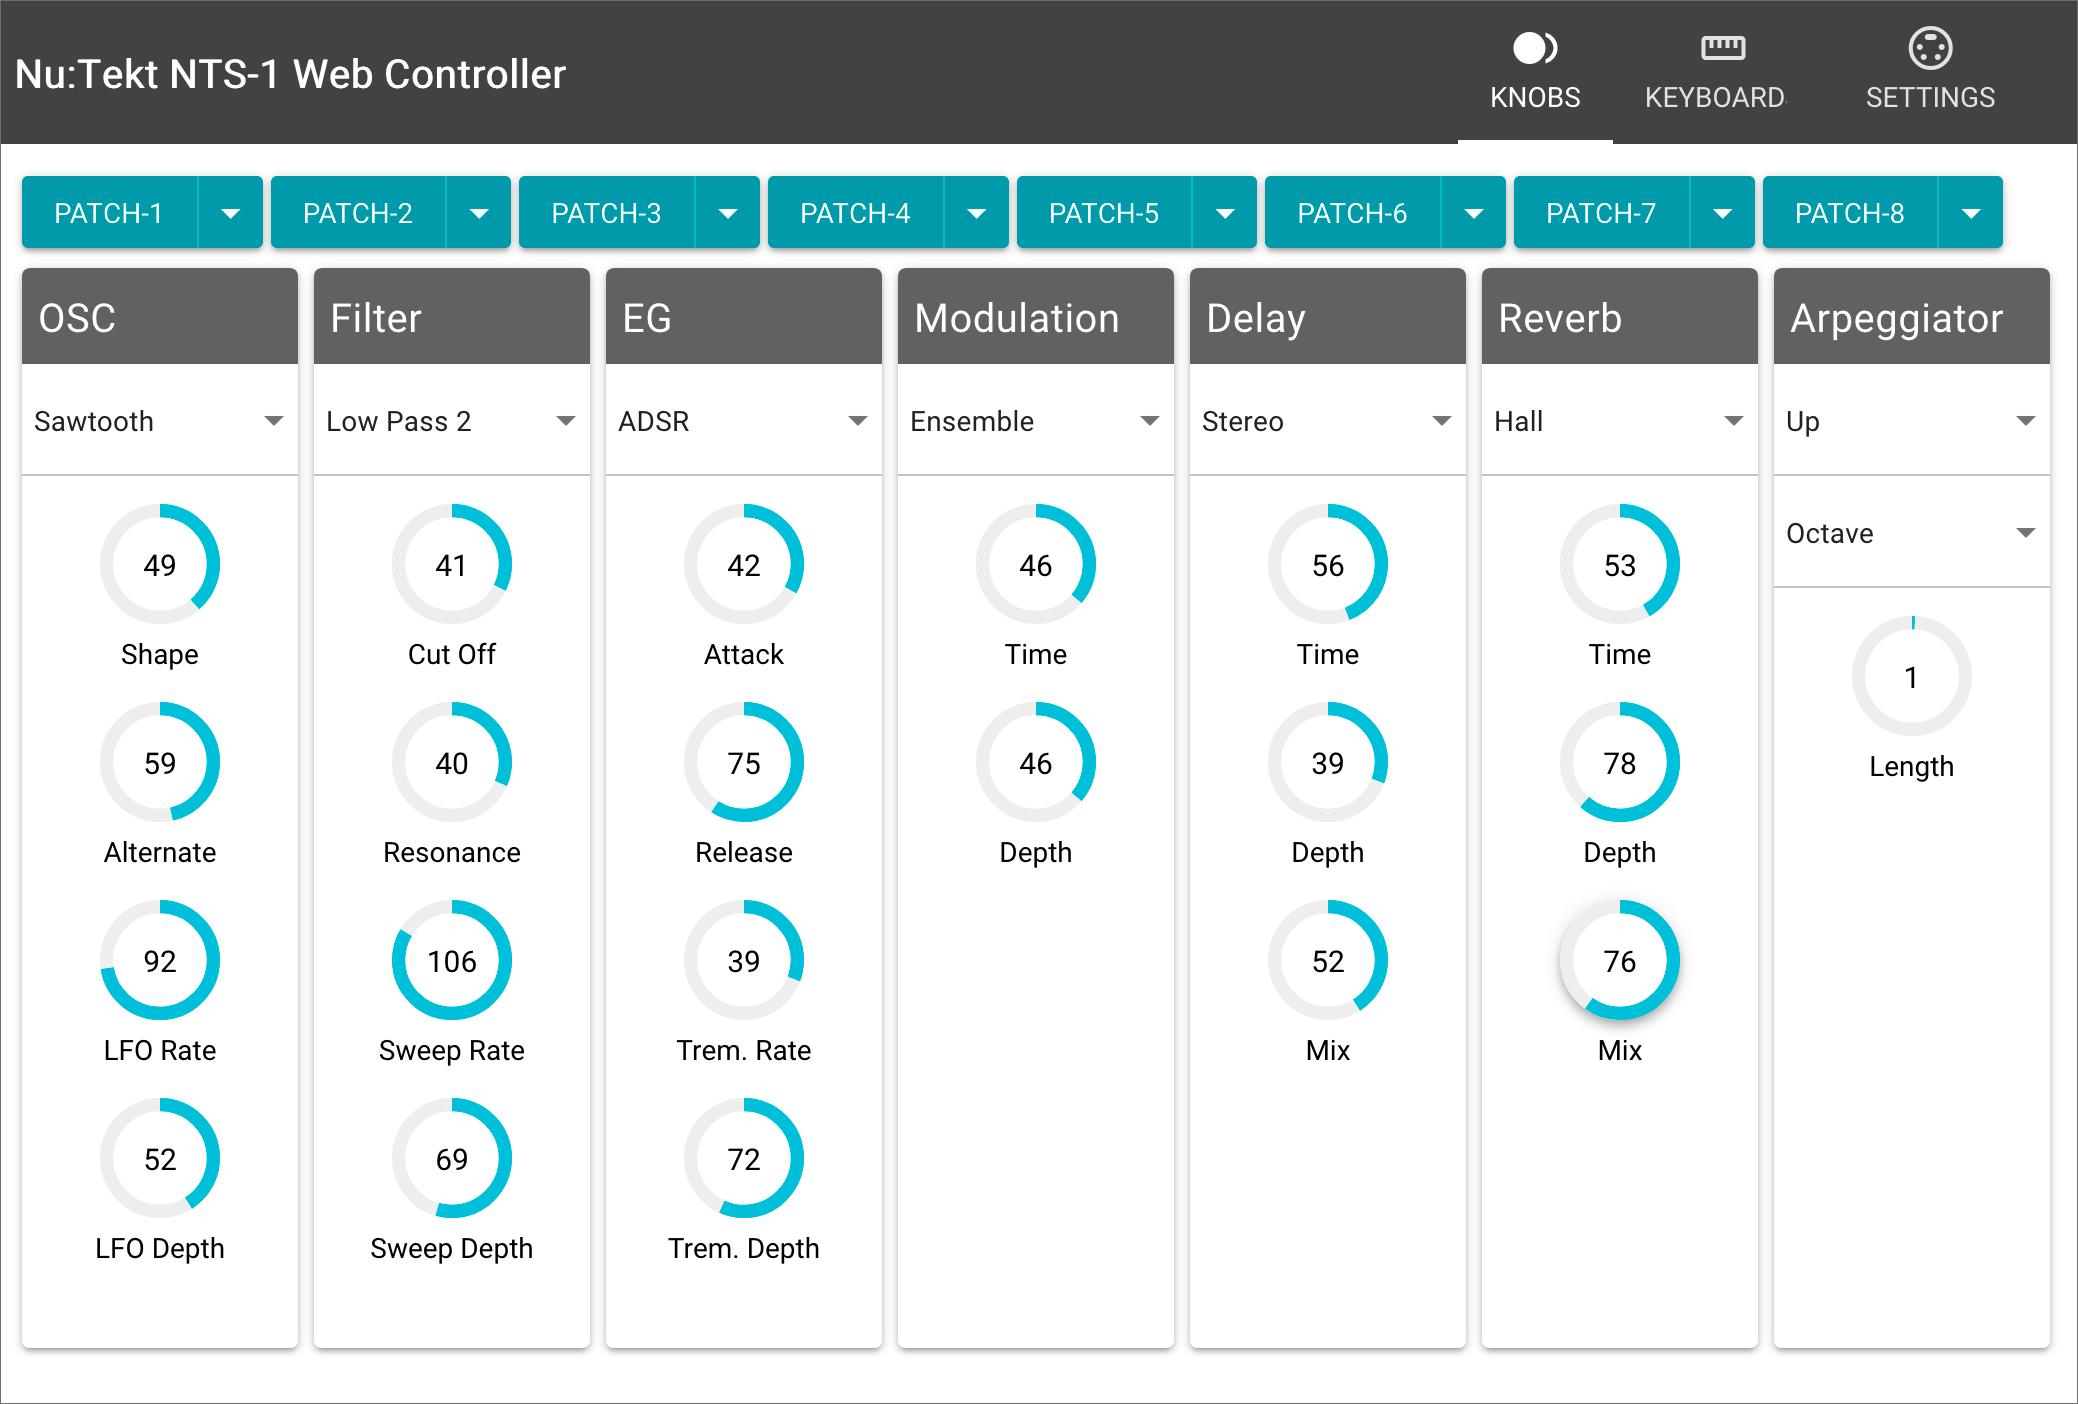 Nu:Tekt NTS-1 Web Controller
KNOBS
KEYBOARD
SETTINGS
PATCH-1
PATCH-2
PATCH-3
PATCH-4
PATCH-5
PATCH-6
PATCH-7
PATCH-8
OSC
Sawtooth
49
Shape
59
Alternate
92
LFO Rate
52
LFO Depth
Filter
Low Pass 2
41
Cut Off
40
Resonance
106
Sweep Rate
69
Sweep Depth
EG
ADSR
42
Attack
75
Release
39
Trem. Rate
72
Trem. Depth
Modulation
Ensemble
46
Time
46
Depth
Delay
Stereo
56
Time
39
Depth
52
Mix
Reverb
Hall
53
Time
78
Depth
76
Mix
Arpeggiator
Up
Octave
1
Length